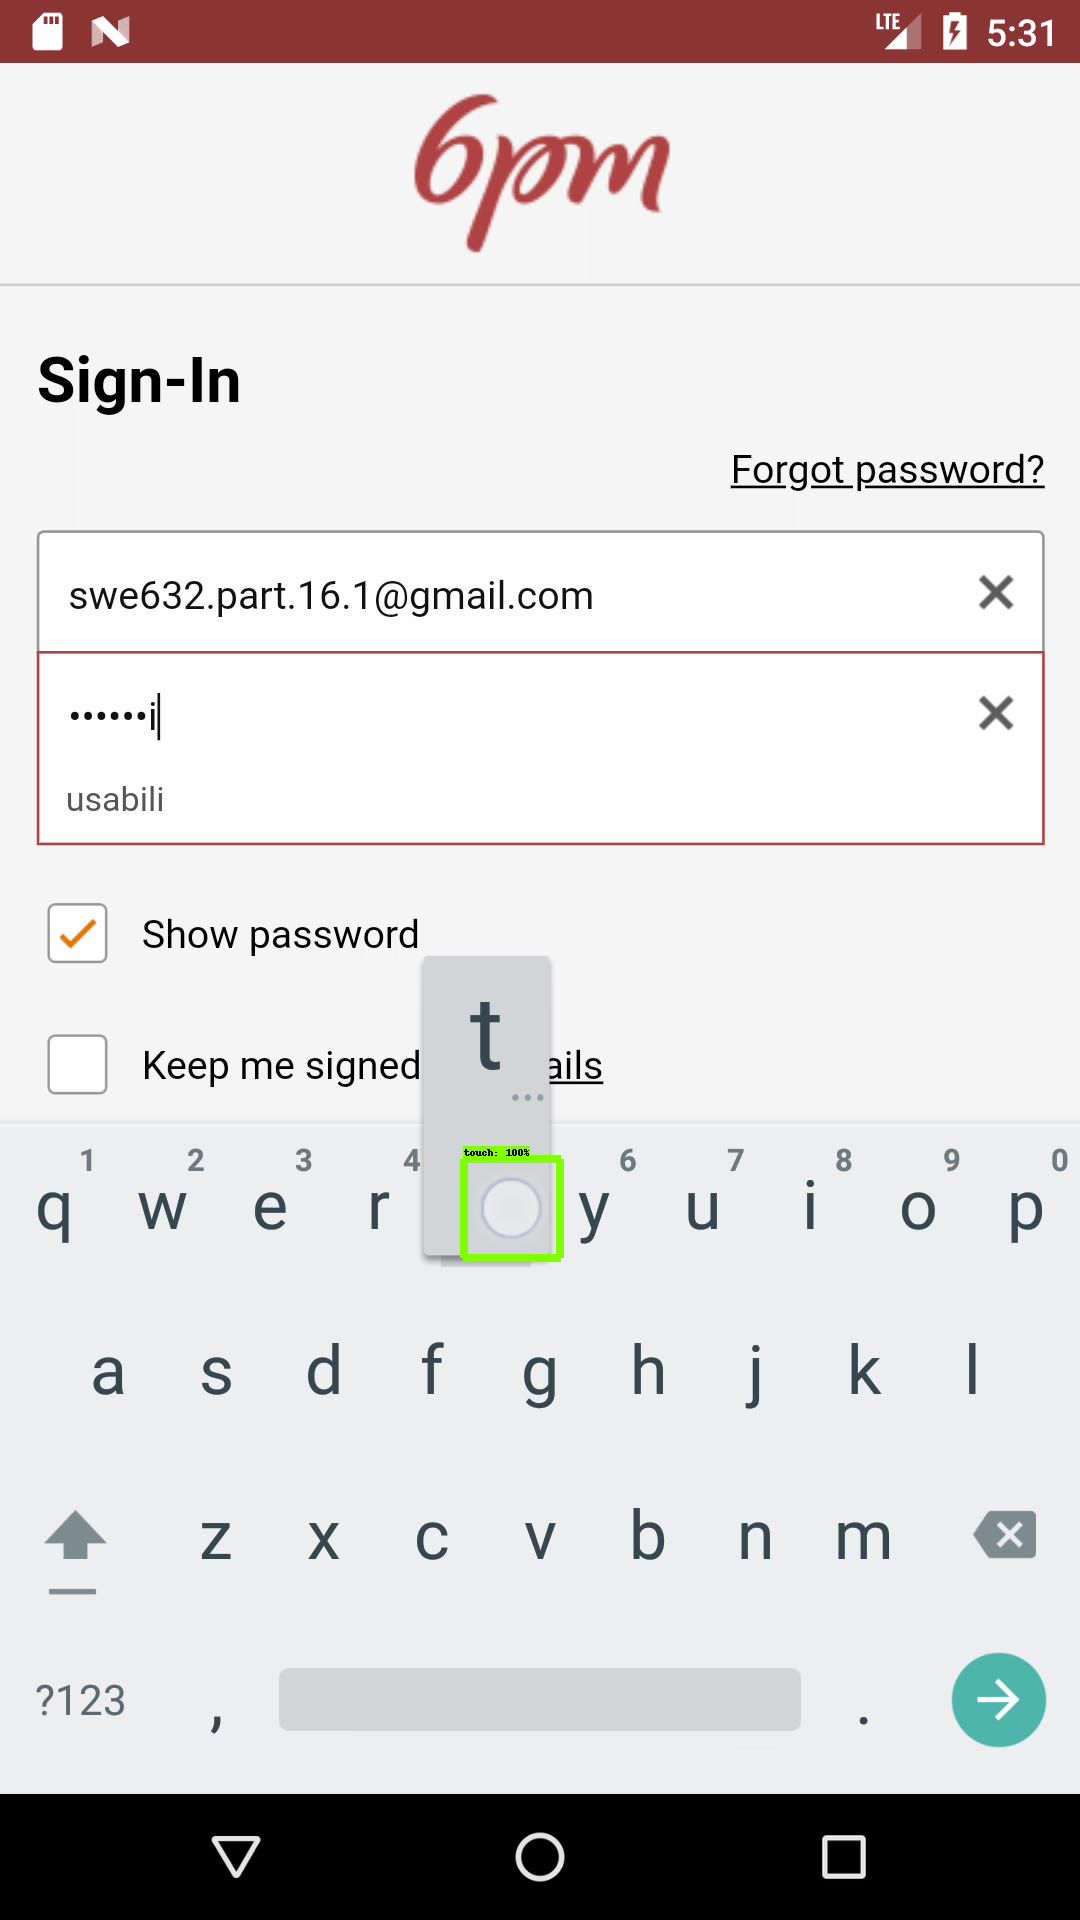 LTE 5:31
6pm
Sign-In
Forgot password?
swe632.part.16.1@gmail.com
••••••i
usabili
Show password
t
Keep me signed ails
...
touch: 100%
1 2 3 4 6 7 8 9 0
q w e r y u i o p
a s d f g h j k l
z x c v b n m
?123 , .